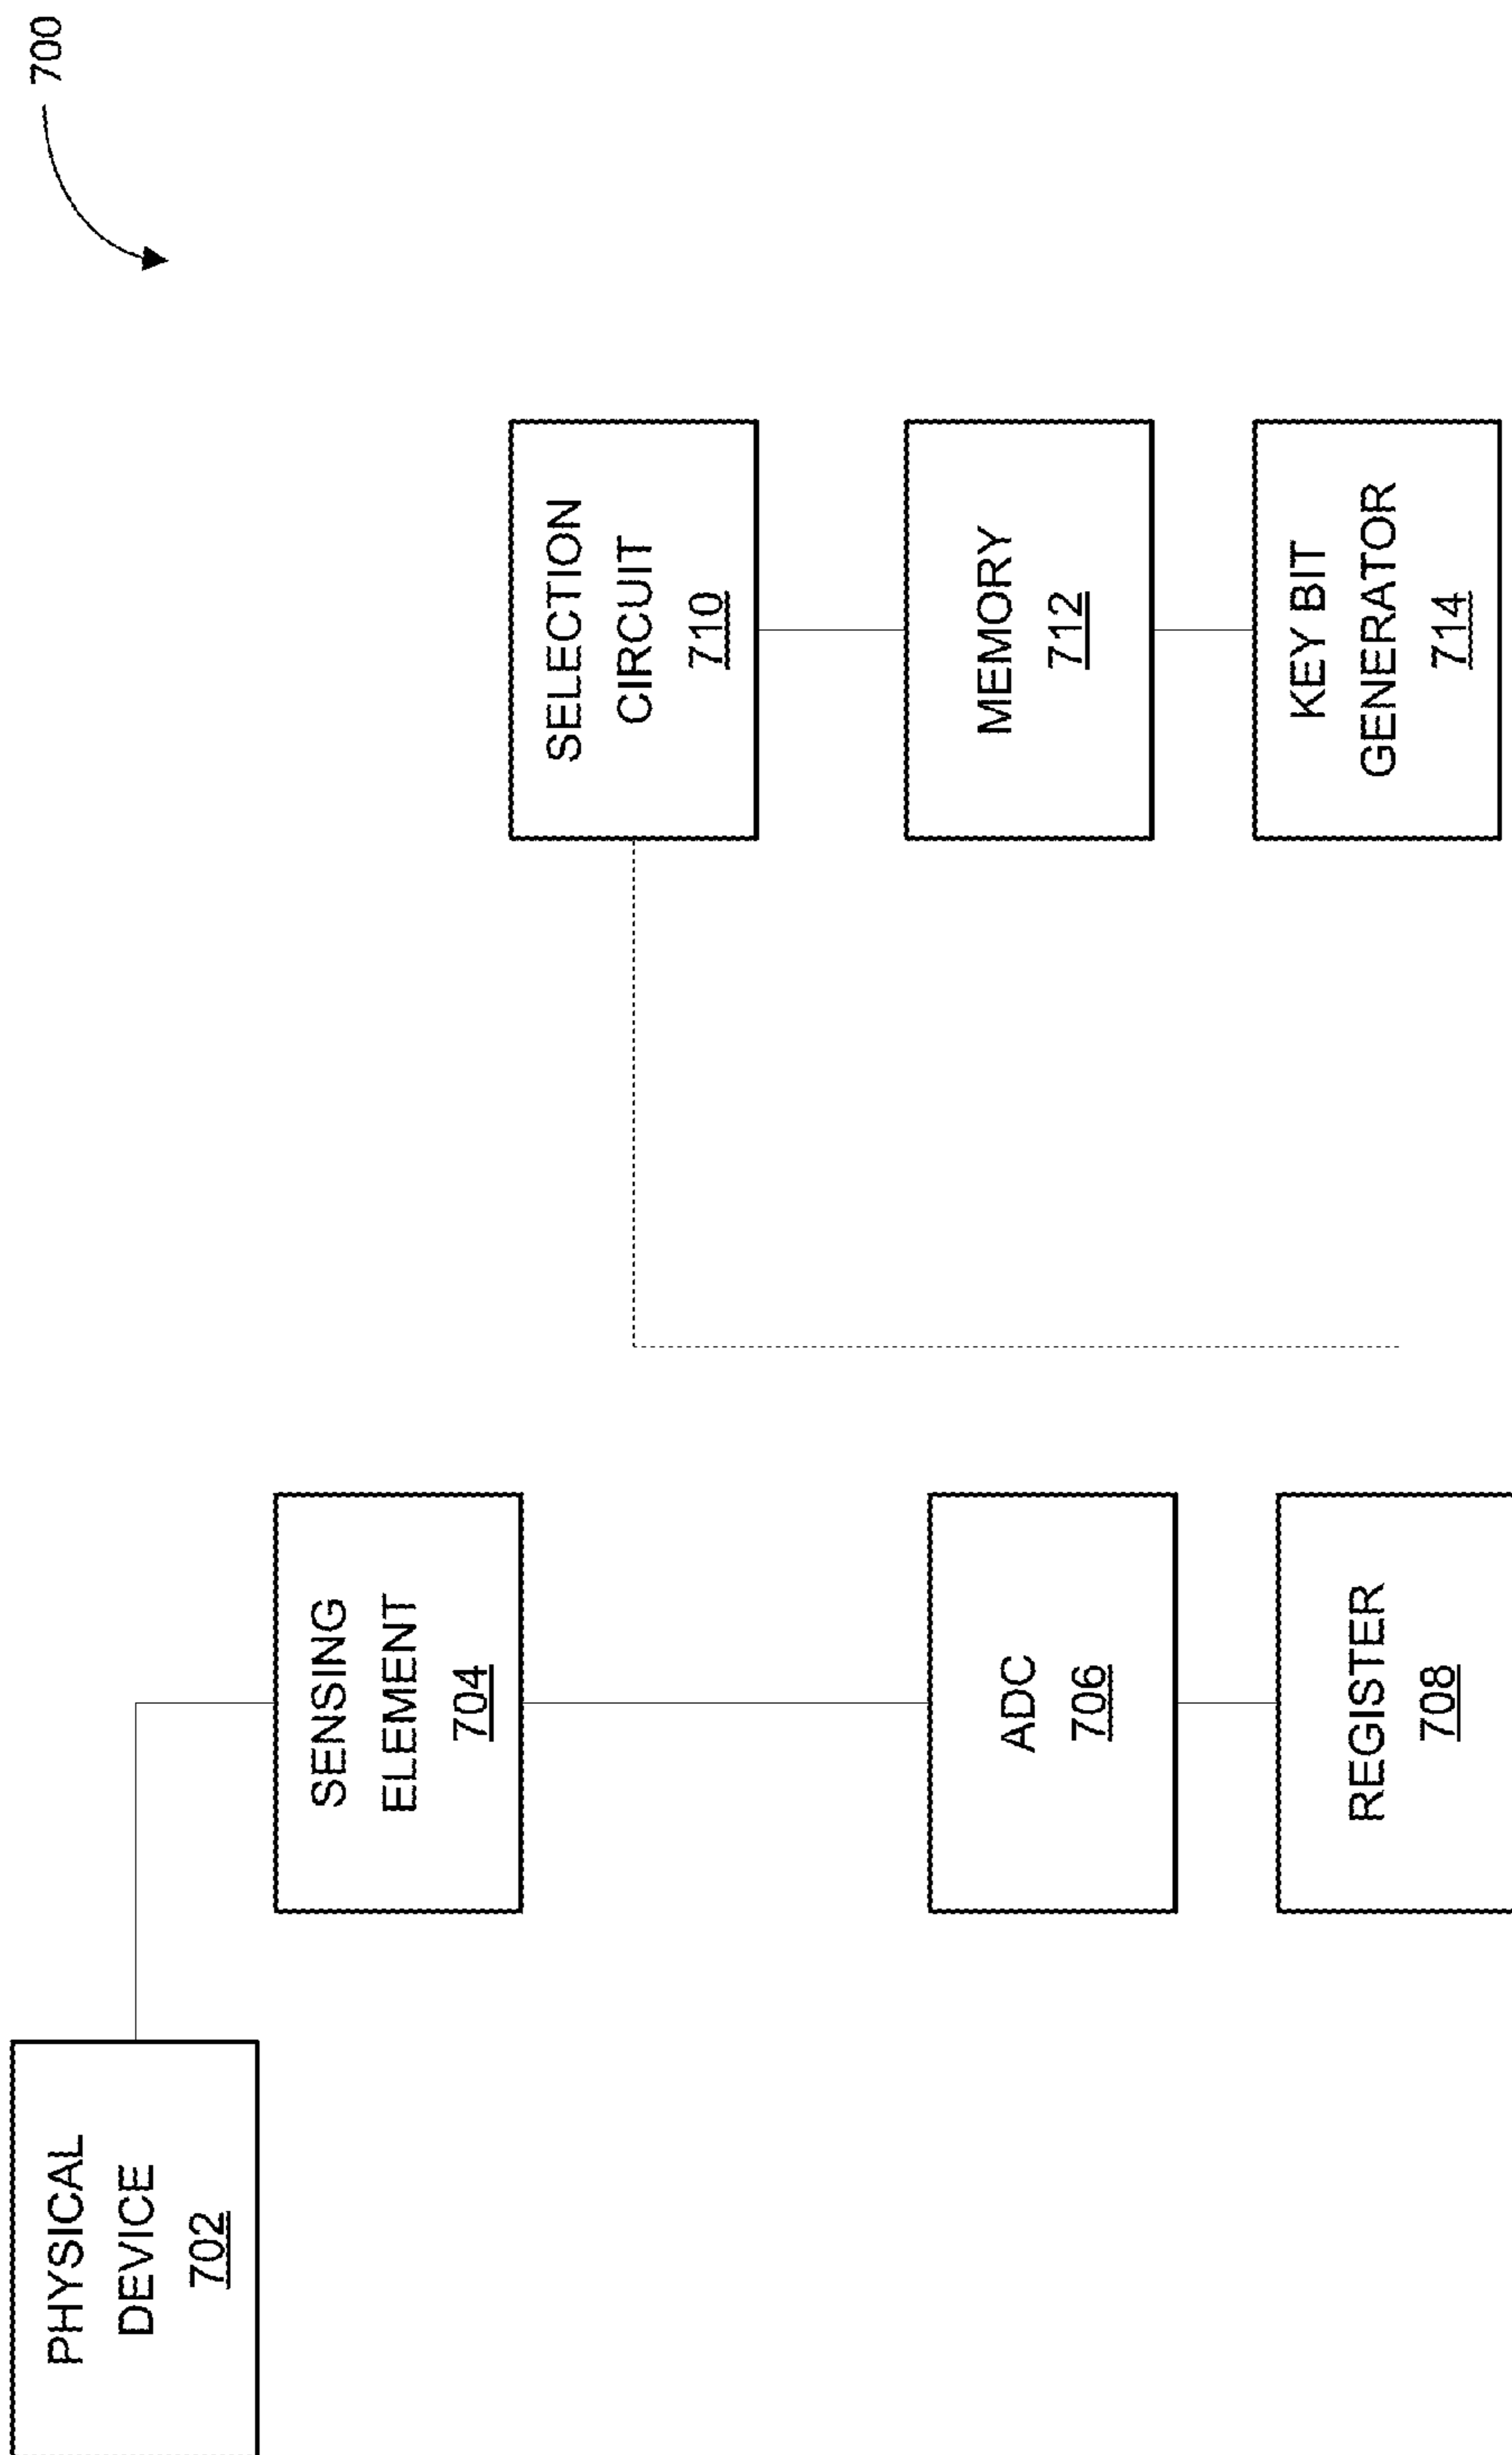 700
PHYSICAL
DEVICE
702
SENSING
ELEMENT
704
ADC
706
REGISTER
708
SELECTION
CIRCUIT
710
MEMORY
712
KEY BIT
GENERATOR
714